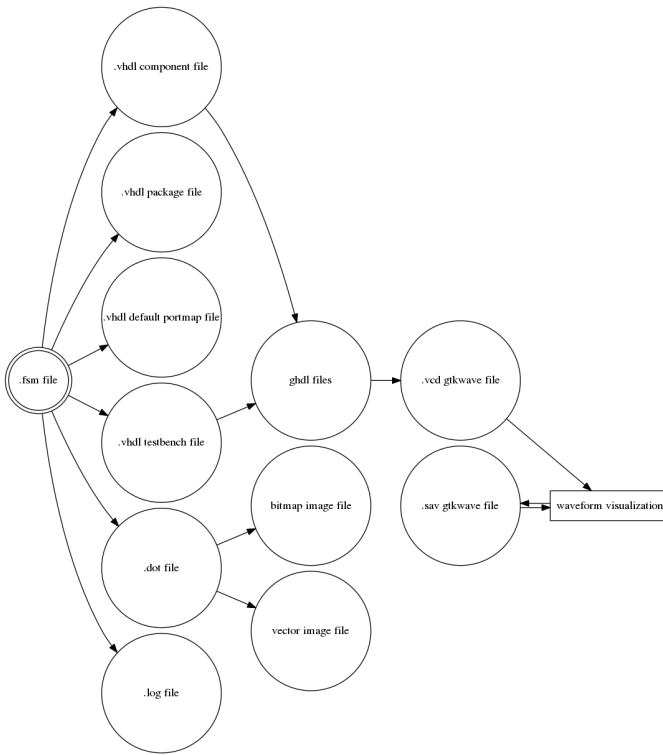 .vhdl component file
.vhdl package file
.vhdl default portmap file
.fsm file
ghdl files
.vcd gtkwave file
.vhdl testbench file
bitmap image file
.sav gtkwave file
waveform visualization
.dot file
vector image file
.log file